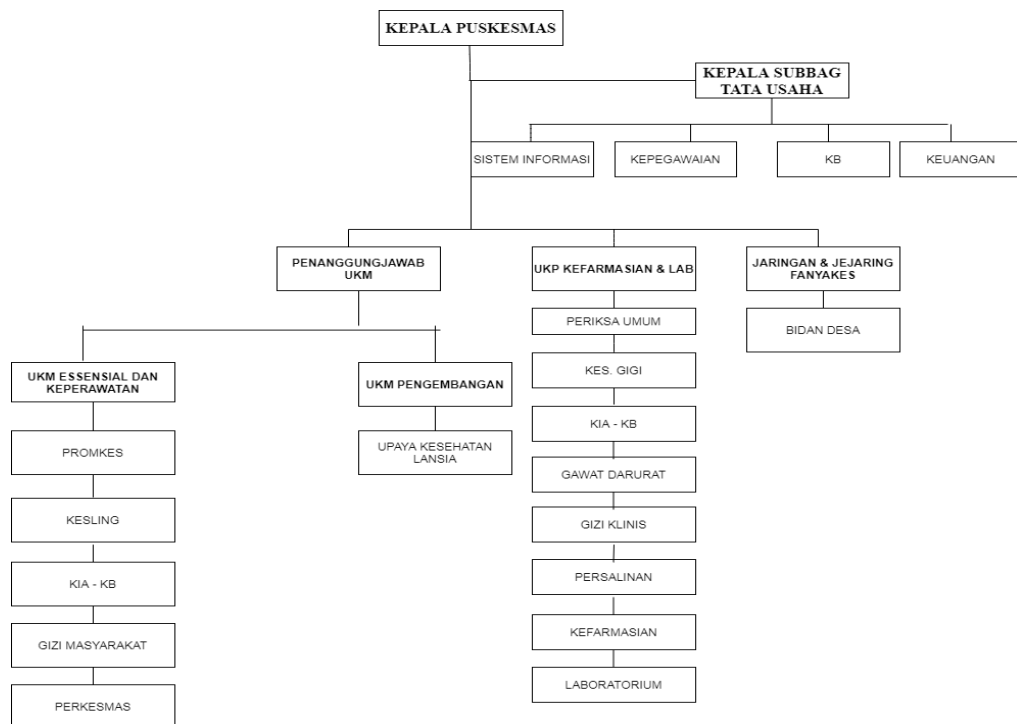 KEPALA PUSKESMAS
KEPALA SUBBAG
TATA USAHA
SISTEM INFORMASI
KEPEGAWAIAN
KB
KEUANGAN
PENANGGUNGJAWAB
UKM
UKP KEFARMASIAN & LAB
JARINGAN & JEJARING
FANYAKES
PERIKSA UMUM
BIDAN DESA
UKM ESSENSIAL DAN
KEPERAWATAN
UKM PENGEMBANGAN
KES. GIGI
PROMKES
UPAYA KESEHATAN
LANSIA
KIA - KB
GAWAT DARURAT
KESLING
GIZI KLINIS
KIA - KB
PERSALINAN
GIZI MASYARAKAT
KEFARMASIAN
PERKESMAS
LABORATORIUM